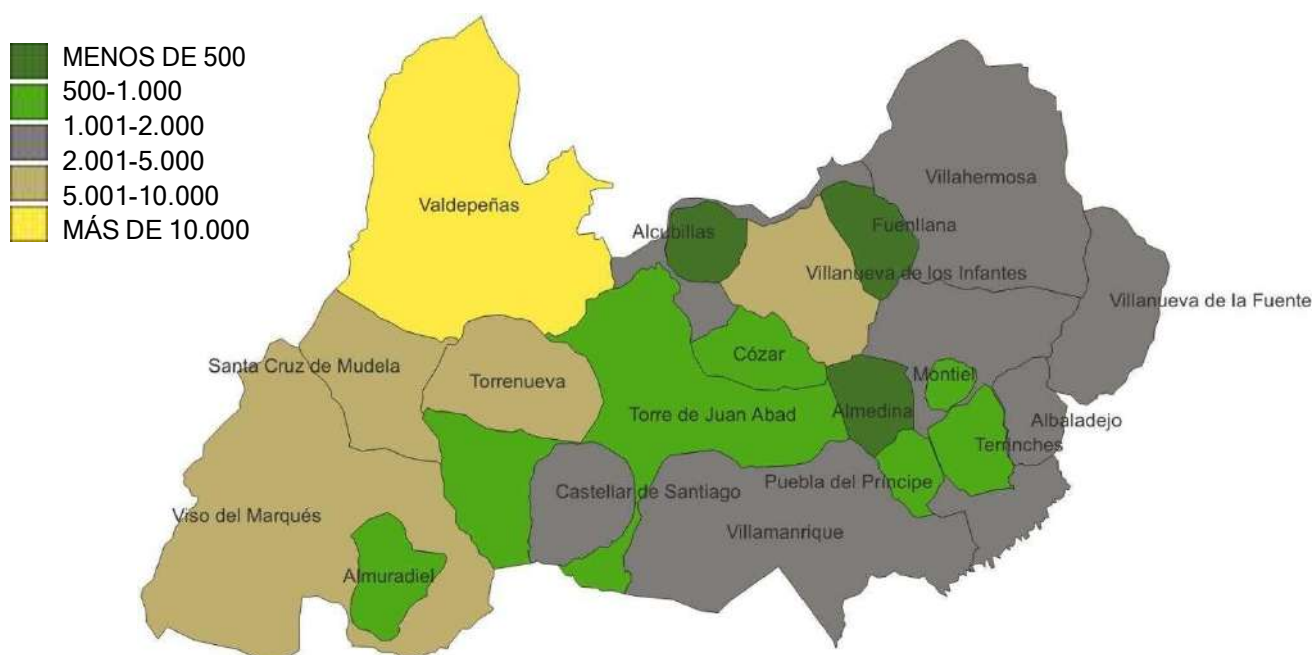 MENOS DE 500
500-1.000
1.001-2.000
2.001-5.000
5.001-10.000
MÁS DE 10.000
Valdepeñas
Villahermosa
Alcubillas
Fuenllana
Villanueva de los Infantes
Villanueva de la Fuente
Santa Cruz de Mudela
Cózar
Torrenueva
Montiel
Torre de Juan Abad
Almedina
Albaladejo
Terrinches
Castellar de Santiago
Puebla del Príncipe
Viso del Marqués
Villamanrique
Almuradiel